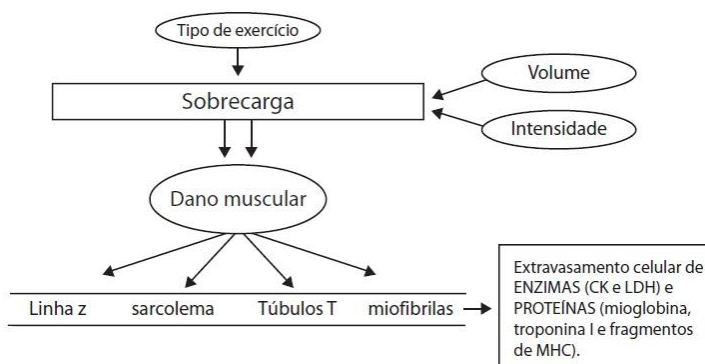 Tipo de exercício
Sobrecarga
Volume
Intensidade
Dano muscular
Linha z sarcolema Túbulos T miofibrilas
Extravasamento celular de
ENZIMAS (CK e LDH) e
PROTEÍNAS (mioglobina,
troponina I e fragmentos
de MHC).